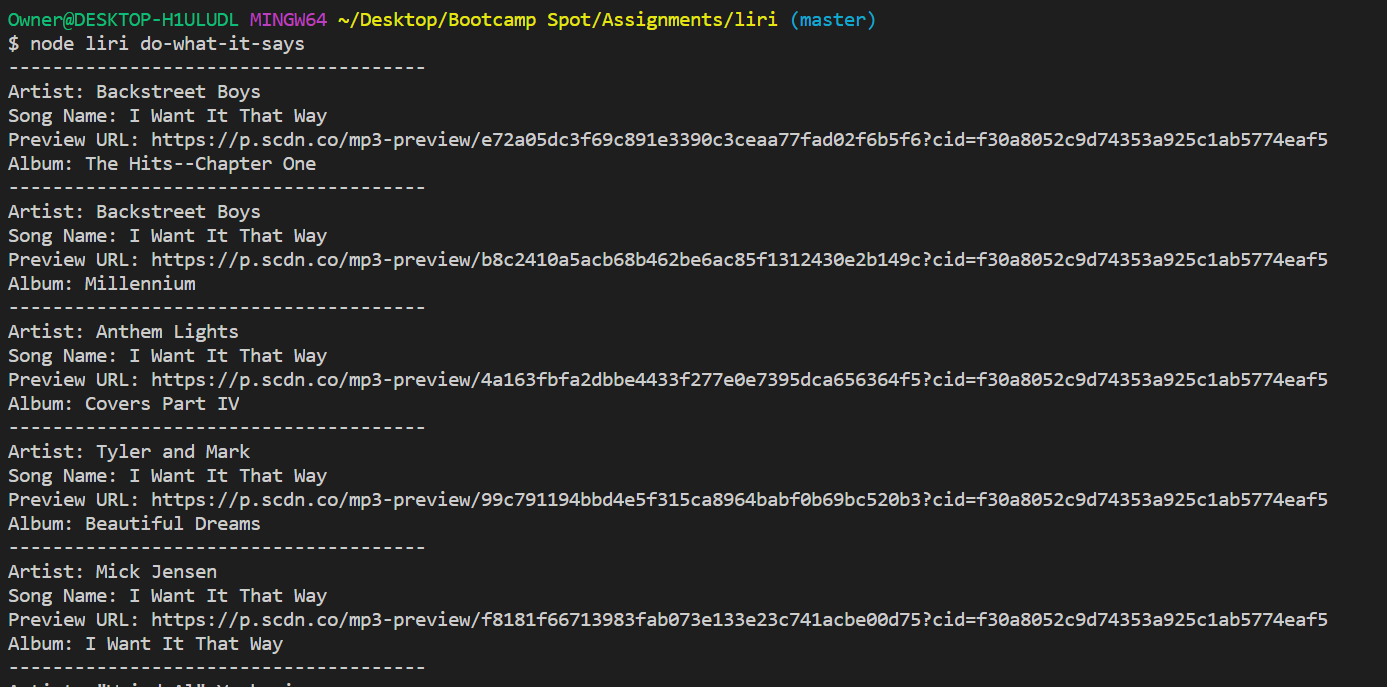 Owner@DESKTOP-H1ULUDL MINGW64 ~/Desktop/Bootcamp Spot/Assignments/liri (master)
$ node liri do-what-it-says
--------------------------------------
Artist: Backstreet Boys
Song Name: I Want It That Way
Preview URL: https://p.scdn.co/mp3-preview/e72a05dc3f69c891e3390c3ceaa77fad02f6b5f6?cid=f30a8052c9d74353a925c1ab5774eaf5
Album: The Hits--Chapter One
--------------------------------------
Artist: Backstreet Boys
Song Name: I Want It That Way
Preview URL: https://p.scdn.co/mp3-preview/b8c2410a5acb68b462be6ac85f1312430e2b149c?cid=f30a8052c9d74353a925c1ab5774eaf5
Album: Millennium
--------------------------------------
Artist: Anthem Lights
Song Name: I Want It That Way
Preview URL: https://p.scdn.co/mp3-preview/4a163fbfa2dbbe4433f277e0e7395dca656364f5?cid=f30a8052c9d74353a925c1ab5774eaf5
Album: Covers Part IV
--------------------------------------
Artist: Tyler and Mark
Song Name: I Want It That Way
Preview URL: https://p.scdn.co/mp3-preview/99c791194bbd4e5f315ca8964babf0b69bc520b3?cid=f30a8052c9d74353a925c1ab5774eaf5
Album: Beautiful Dreams
--------------------------------------
Artist: Mick Jensen
Song Name: I Want It That Way
Preview URL: https://p.scdn.co/mp3-preview/f8181f66713983fab073e133e23c741acbe00d75?cid=f30a8052c9d74353a925c1ab5774eaf5
Album: I Want It That Way
--------------------------------------